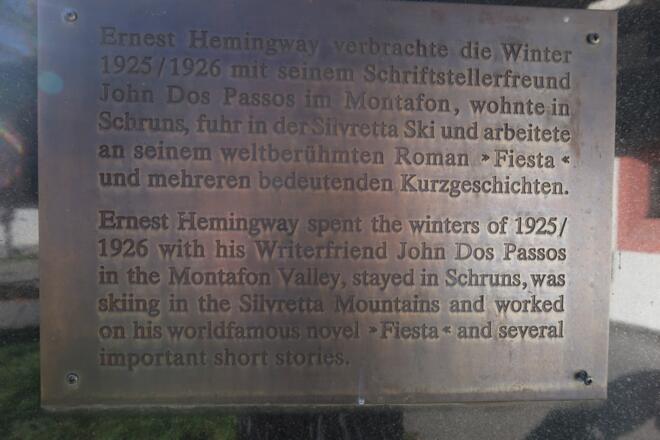 Ernest Hemingway verbrachte die Winter
1925/1926 mit seinem Schriftstellerfreund
John Dos Passos im Montafon, wohnte in
Schruns, fuhr in der Silvretta Ski und arbeitete
an seinem weltberühmten Roman »Fiesta«
und mehreren bedeutenden Kurzgeschichten.
Ernest Hemingway spent the winters of 1925/
1926 with his Writerfriend John Dos Passos
in the Montafon Valley, stayed in Schruns, was
skiing in the Silvretta Mountains and worked
on his worldfamous novel »Fiesta« and several
important short stories.